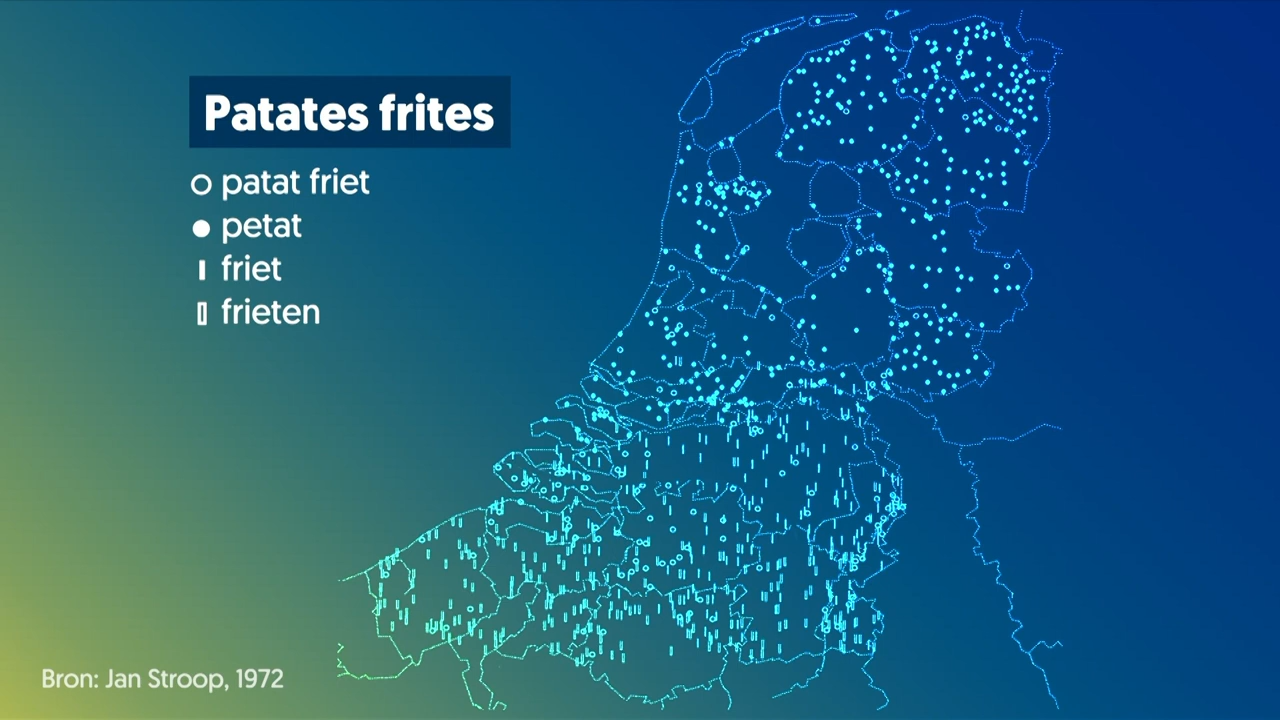 Patates frites
patat friet
petat
friet
frieten
Bron: Jan Stroop, 1972